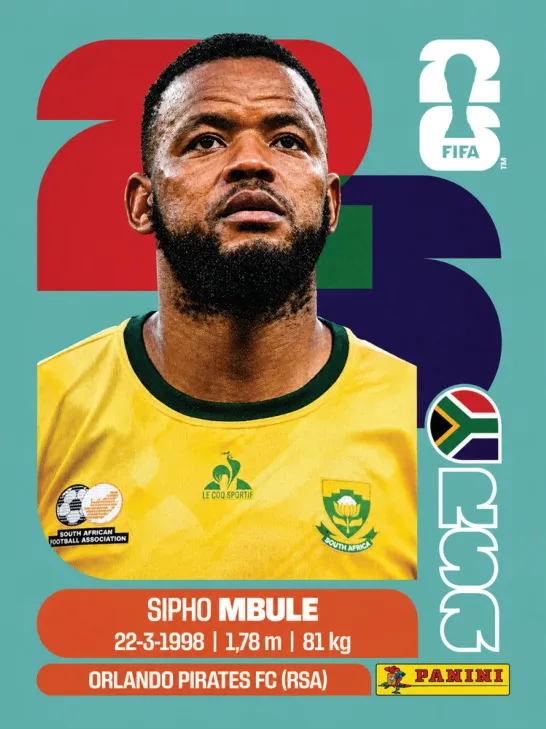 26
FIFA
TM
LE COQ SPORTIF
SOUTH AFRICAN
FOOTBALL ASSOCIATION
SOUTH AFRICA
RSA
SIPHO MBULE
22-3-1998 | 1,78 m | 81 kg
ORLANDO PIRATES FC (RSA)
PANINI